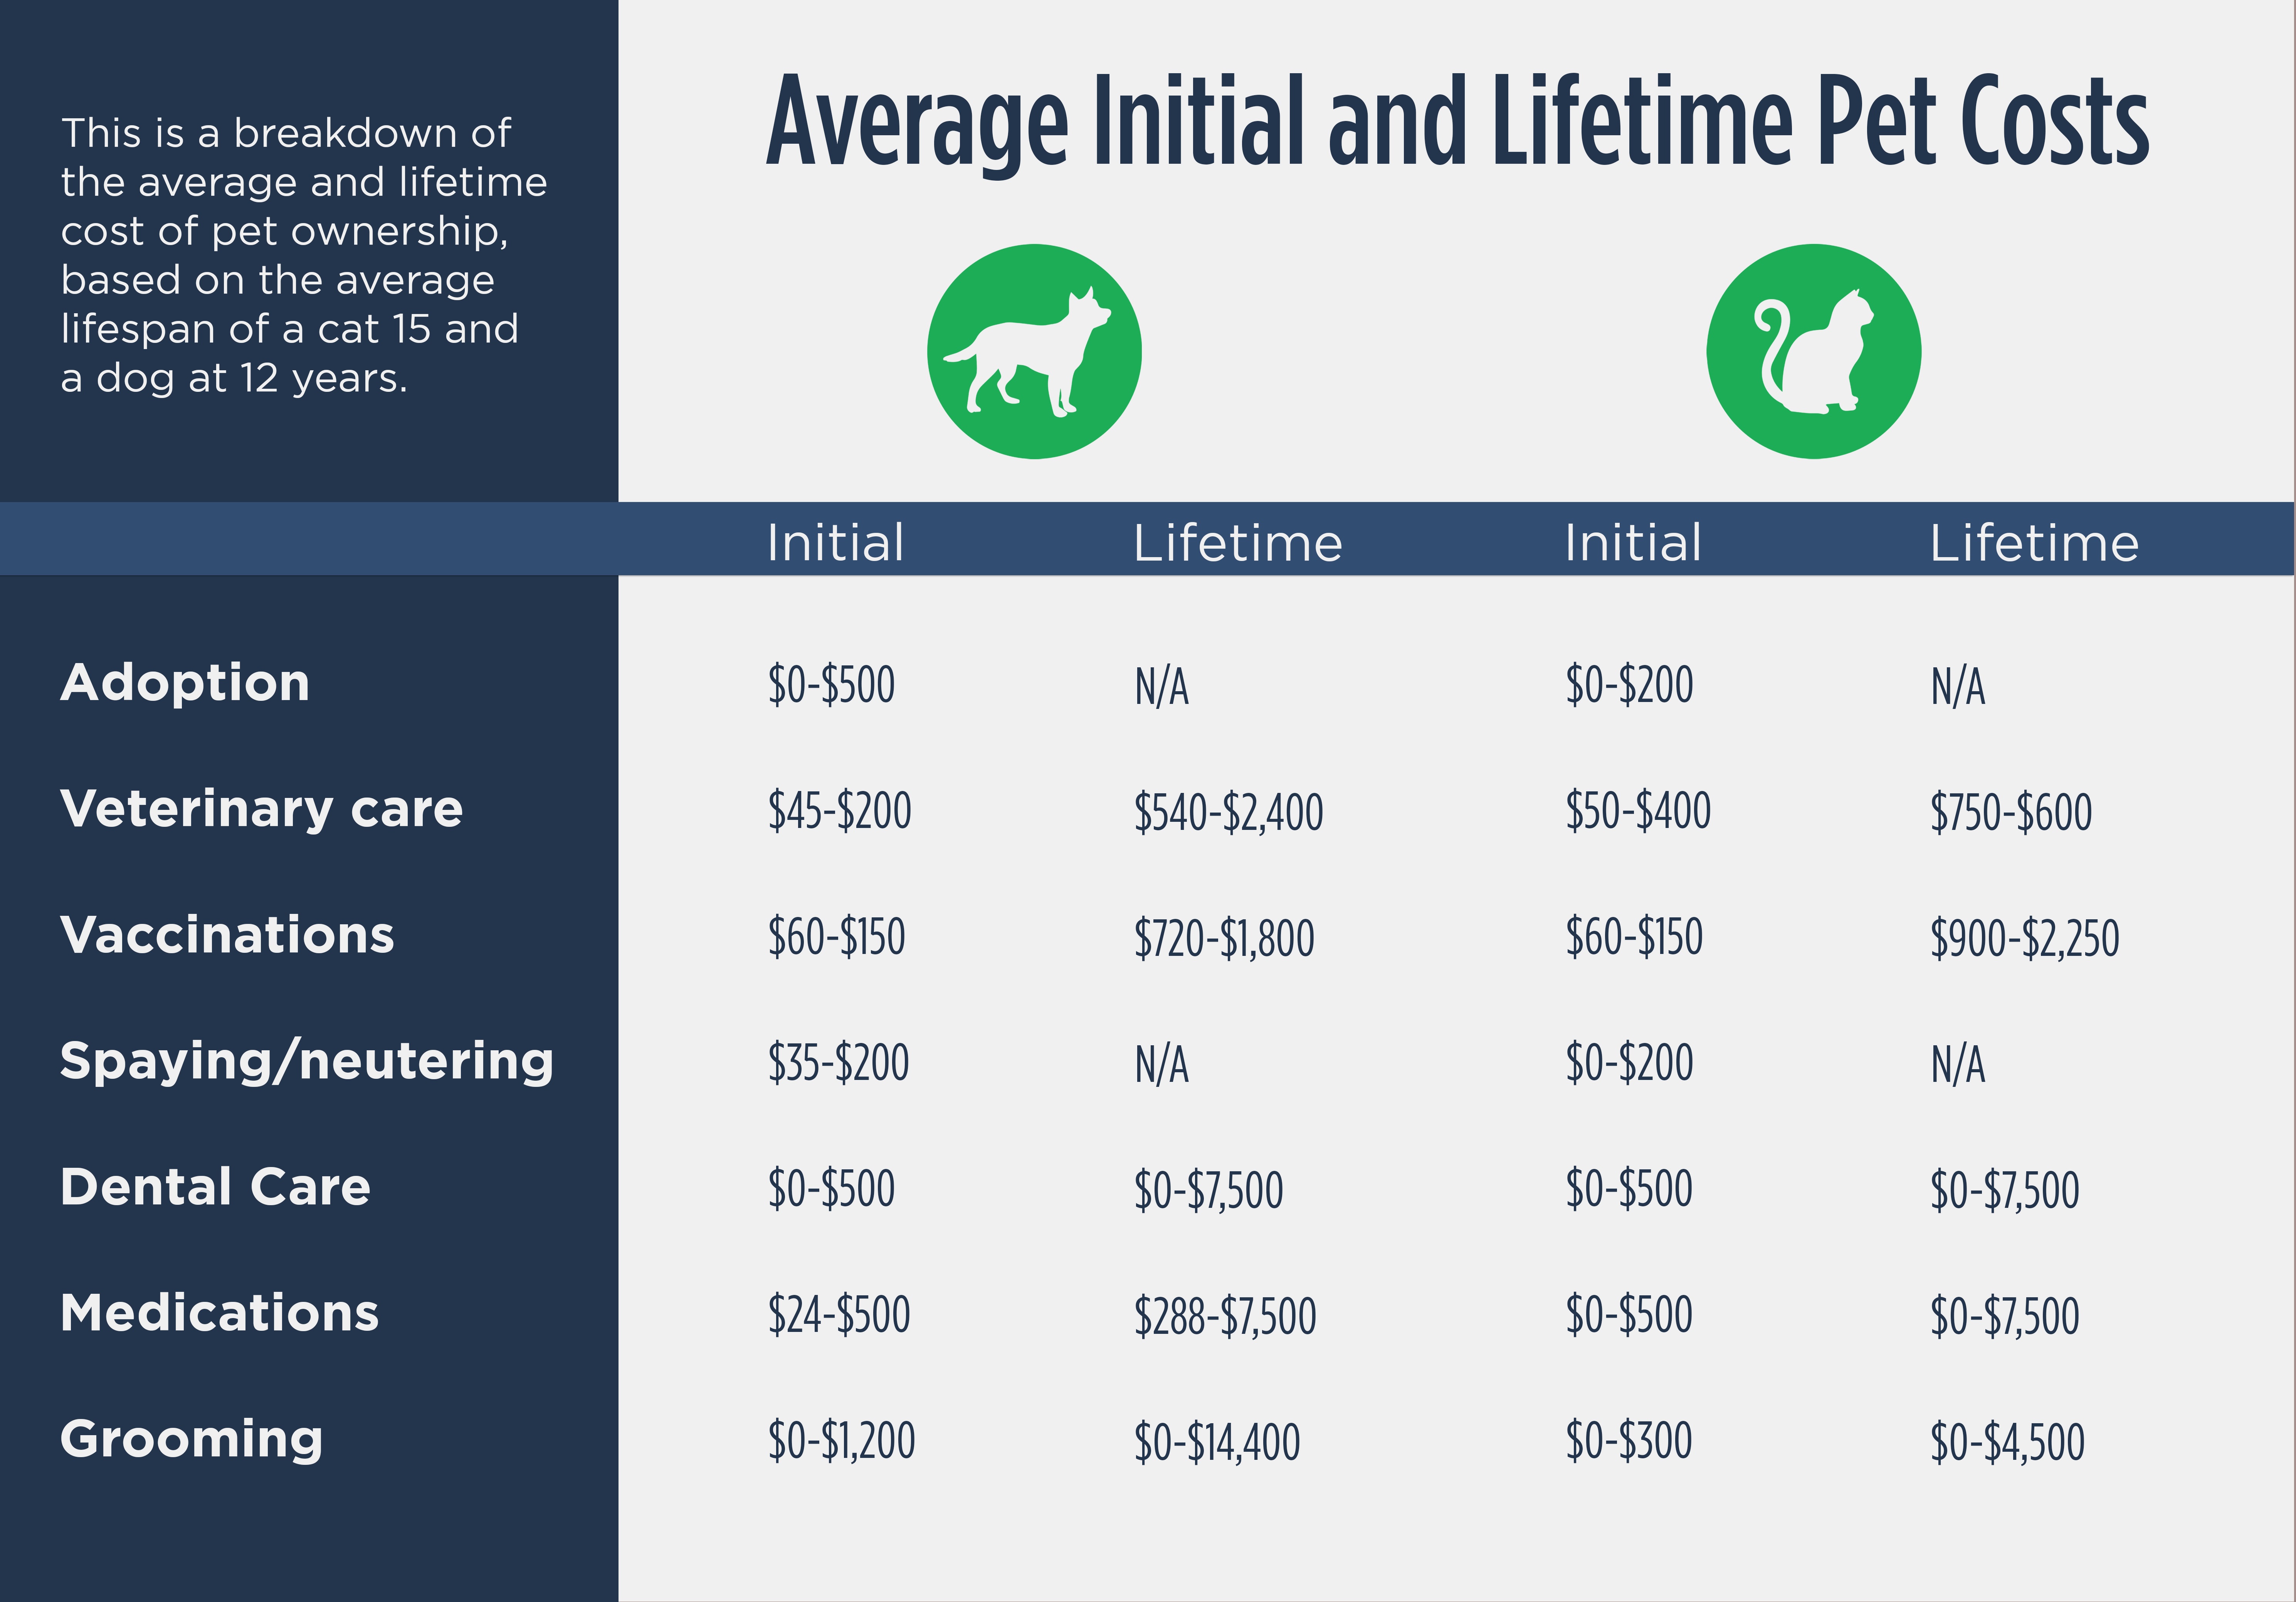 This is a breakdown of
the average and lifetime
cost of pet ownership,
based on the average
lifespan of a cat 15 and
a dog at 12 years.
Average Initial and Lifetime Pet Costs
Initial Lifetime Initial Lifetime
Adoption $0-$500 N/A $0-$200 N/A
Veterinary care $45-$200 $540-$2,400 $50-$400 $750-$600
Vaccinations $60-$150 $720-$1,800 $60-$150 $900-$2,250
Spaying/neutering $35-$200 N/A $0-$200 N/A
Dental Care $0-$500 $0-$7,500 $0-$500 $0-$7,500
Medications $24-$500 $288-$7,500 $0-$500 $0-$7,500
Grooming $0-$1,200 $0-$14,400 $0-$300 $0-$4,500